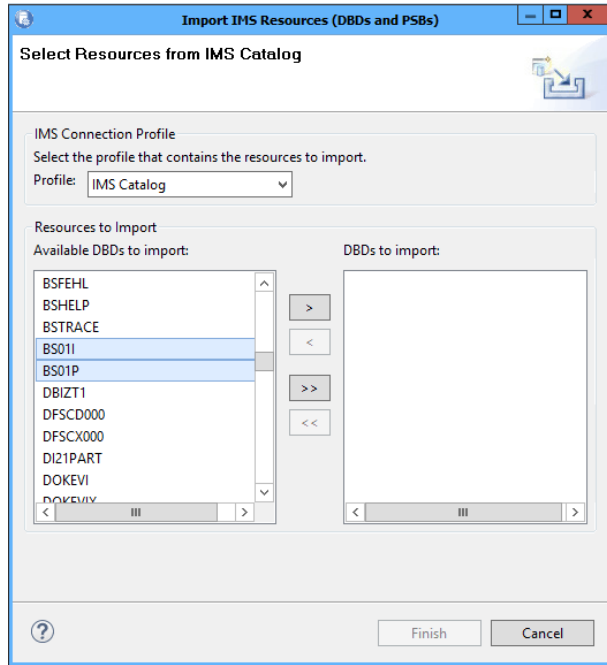 Import IMS Resources (DBDs and PSBs)
x
Select Resources from IMS Catalog
IMS Connection Profile
Select the profile that contains the resources to import.
Profile: IMS Catalog
Resources to Import
Available DBDs to import:
DBDs to import:
BSFEHL
BSHELP
BSTRACE
BS01I
BS01P
DBIZT1
DFSCD000
DFSCX000
DI21PART
DOKEVI
DOKEVIX
>
<
>>
<<
?
Finish
Cancel